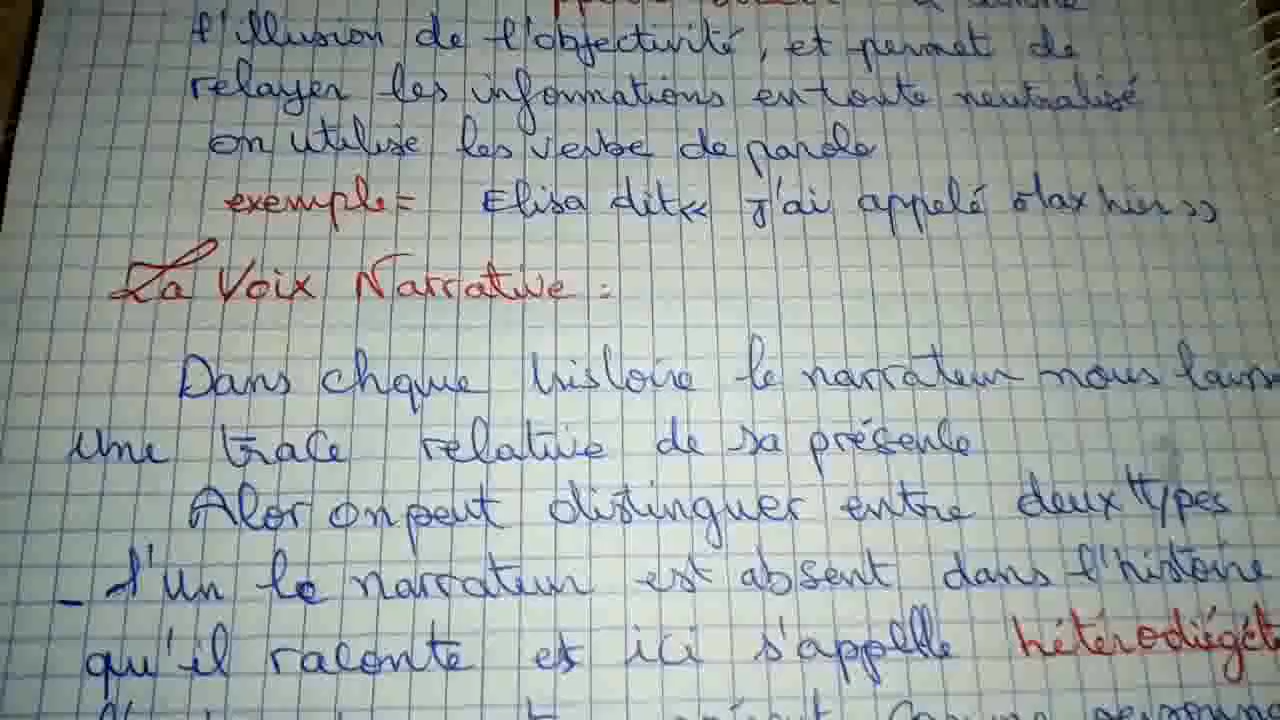 l'illusion de l'objectivité, et permet de
relayer les informations en toute neutralisé
on utilise les verbe de parole
exemple= Elisa dit « J'ai appelé Max hier »
La Voix Narrative :
Dans chque histoire le narrateur nous
une trace relative de sa présence
Alor on peut distinguer entre deux types
- L'un le narrateur est absent dans l'histoire
qu'il raconte et ici s'appelle hétérodiégét